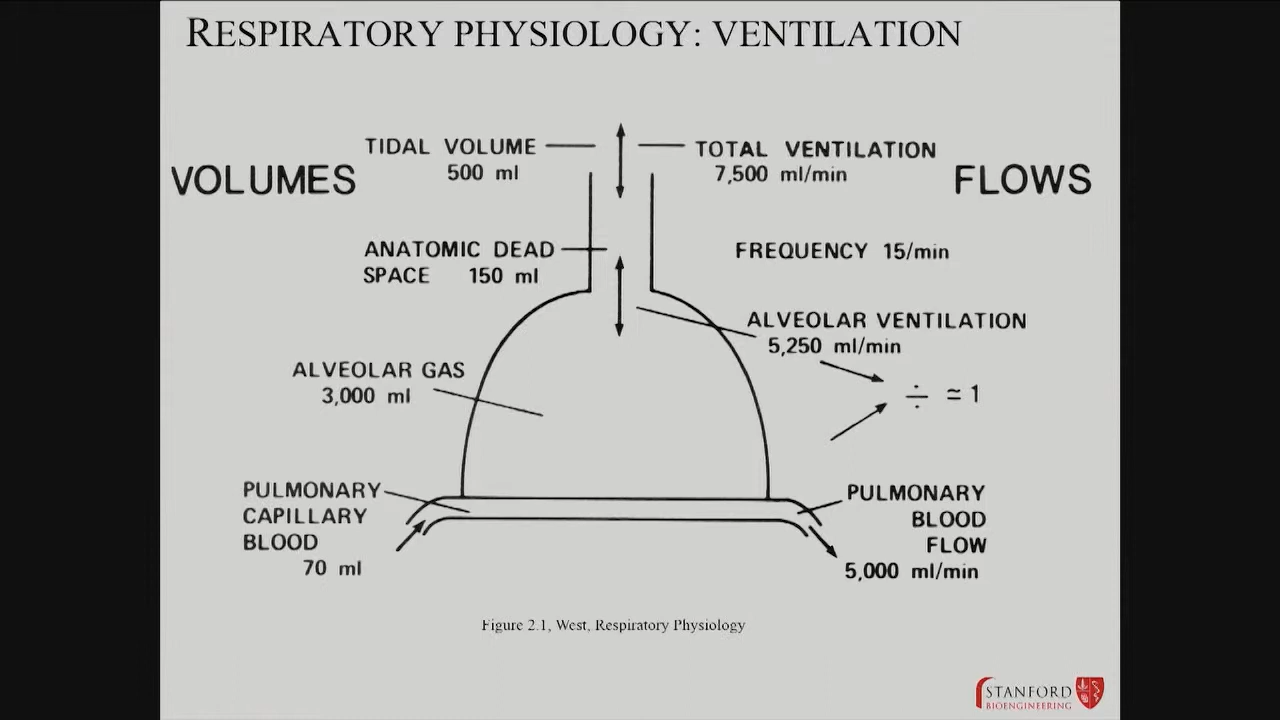 RESPIRATORY PHYSIOLOGY: VENTILATION
VOLUMES
TIDAL VOLUME
500 ml
TOTAL VENTILATION
7,500 ml/min
FLOWS
ANATOMIC DEAD
SPACE 150 ml
FREQUENCY 15/min
ALVEOLAR VENTILATION
5,250 ml/min
ALVEOLAR GAS
3,000 ml
÷ ≃ 1
PULMONARY
CAPILLARY
BLOOD
70 ml
PULMONARY
BLOOD
FLOW
5,000 ml/min
Figure 2.1, West, Respiratory Physiology
STANFORD
BIOENGINEERING